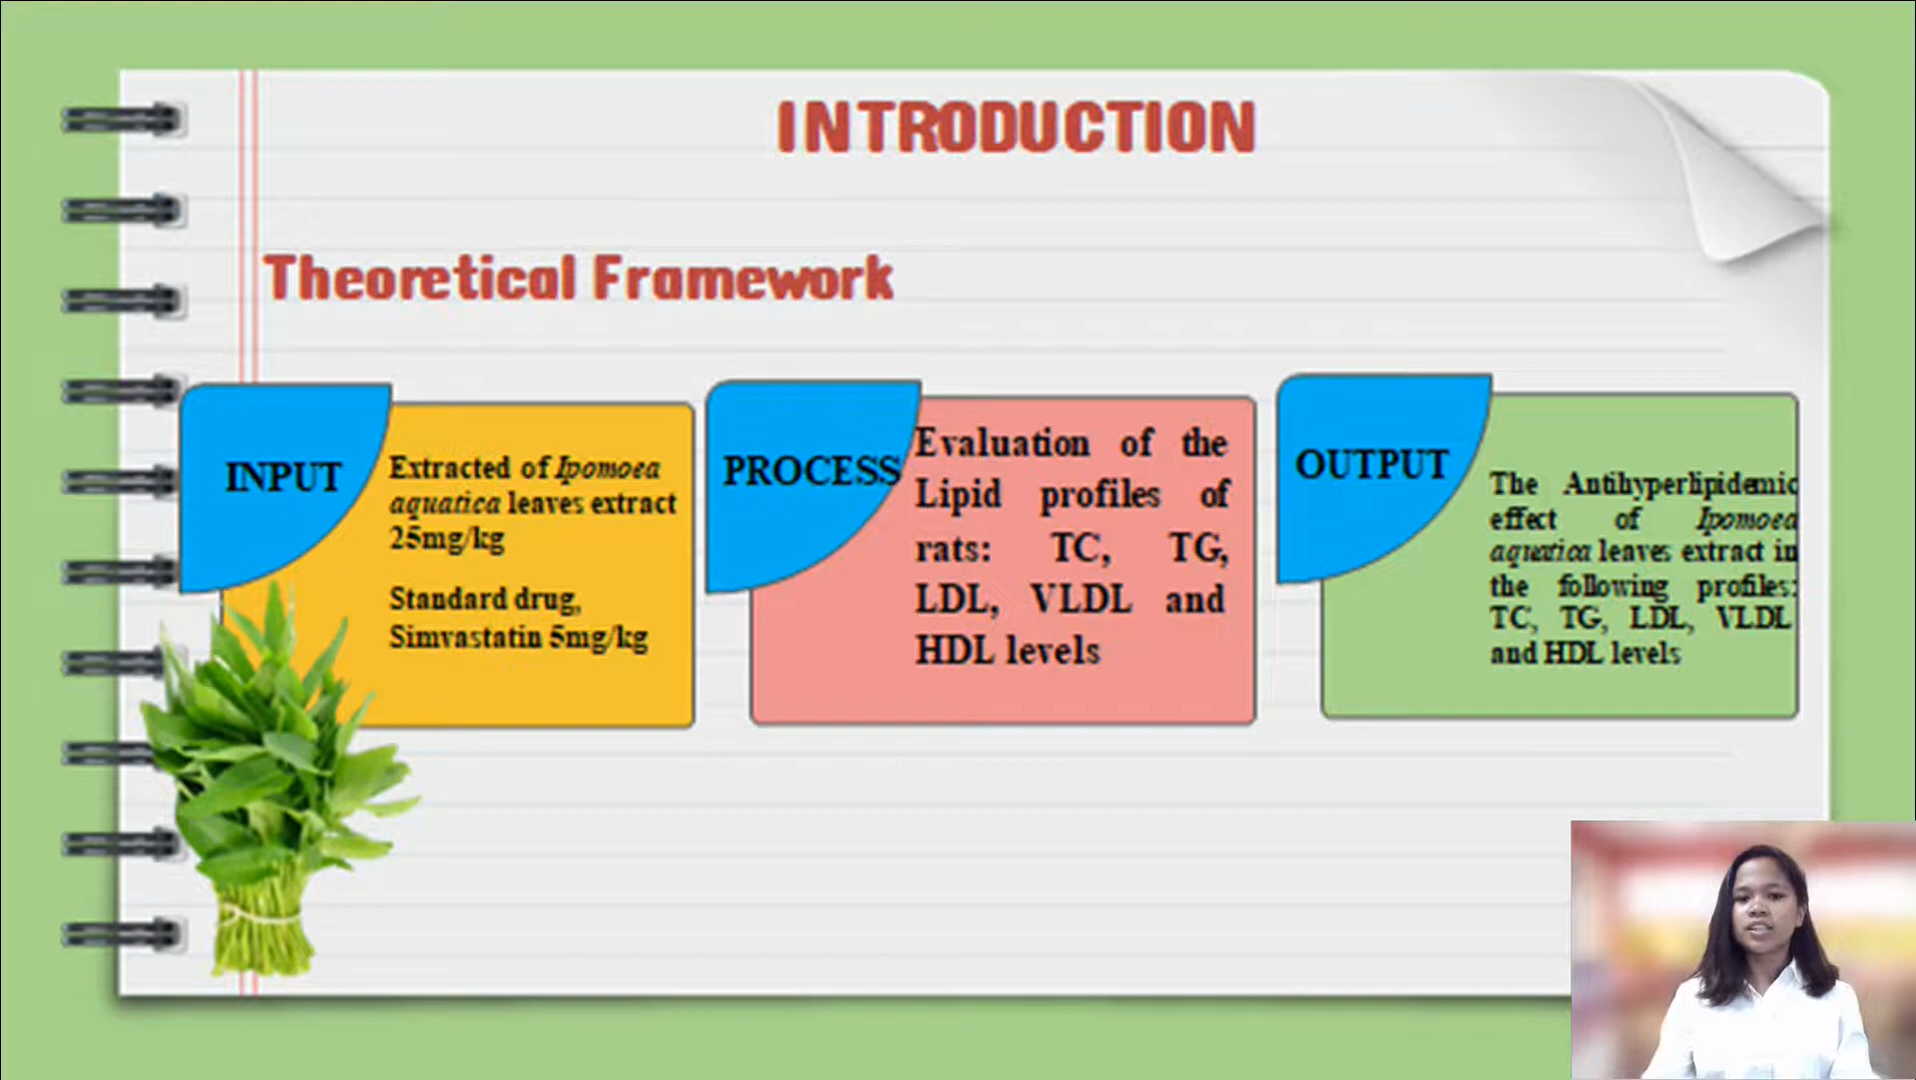 INTRODUCTION
Theoretical Framework
INPUT
Extracted of Ipomoea
aquatica leaves extract
25mg/kg
Standard drug,
Simvastatin 5mg/kg
PROCESS
Evaluation of the
Lipid profiles of
rats: TC, TG,
LDL, VLDL and
HDL levels
OUTPUT
The Antihyperlipidemic
effect of Ipomoea
aquatica leaves extract in
the following profiles:
TC, TG, LDL, VLDL
and HDL levels